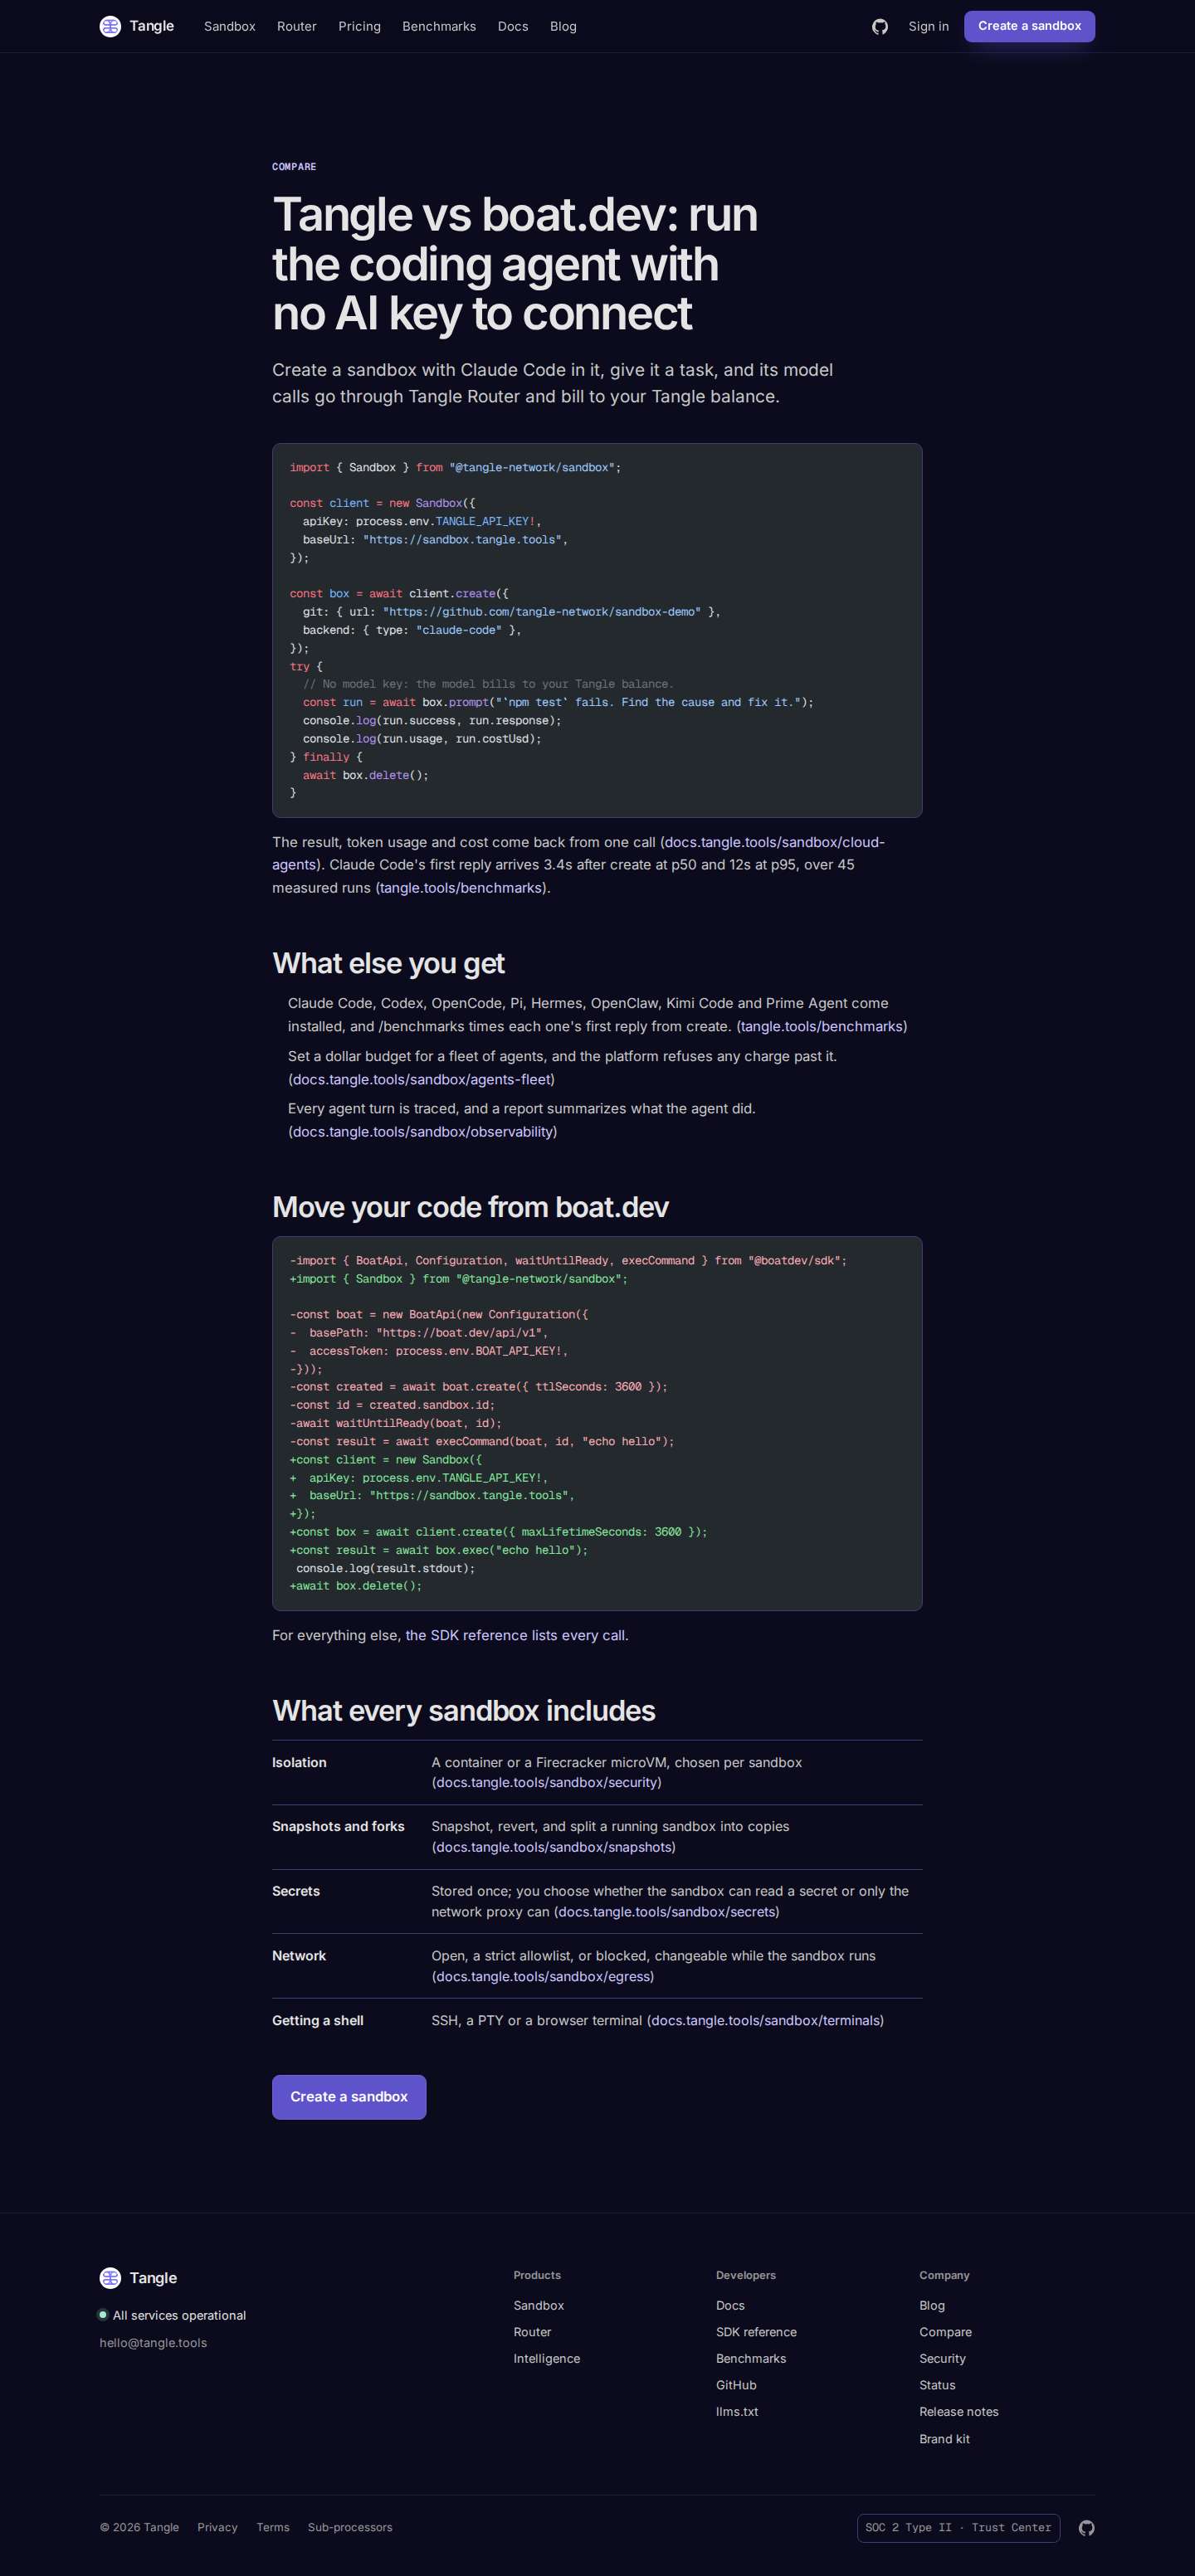 Tangle
Sandbox
Router
Pricing
Benchmarks
Docs
Blog
Sign in
Create a sandbox
COMPARE
Tangle vs boat.dev: run
the coding agent with
no AI key to connect
Create a sandbox with Claude Code in it, give it a task, and its model
calls go through Tangle Router and bill to your Tangle balance.
import { Sandbox } from "@tangle-network/sandbox";
const client = new Sandbox({
  apiKey: process.env.TANGLE_API_KEY!,
  baseUrl: "https://sandbox.tangle.tools",
});
const box = await client.create({
  git: { url: "https://github.com/tangle-network/sandbox-demo" },
  backend: { type: "claude-code" },
});
try {
  // No model key: the model bills to your Tangle balance.
  const run = await box.prompt("`npm test` fails. Find the cause and fix it.");
  console.log(run.success, run.response);
  console.log(run.usage, run.costUsd);
} finally {
  await box.delete();
}
The result, token usage and cost come back from one call (docs.tangle.tools/sandbox/cloud-
agents). Claude Code's first reply arrives 3.4s after create at p50 and 12s at p95, over 45
measured runs (tangle.tools/benchmarks).
What else you get
Claude Code, Codex, OpenCode, Pi, Hermes, OpenClaw, Kimi Code and Prime Agent come
installed, and /benchmarks times each one's first reply from create. (tangle.tools/benchmarks)
Set a dollar budget for a fleet of agents, and the platform refuses any charge past it.
(docs.tangle.tools/sandbox/agents-fleet)
Every agent turn is traced, and a report summarizes what the agent did.
(docs.tangle.tools/sandbox/observability)
Move your code from boat.dev
-import { BoatApi, Configuration, waitUntilReady, execCommand } from "@boatdev/sdk";
+import { Sandbox } from "@tangle-network/sandbox";
-const boat = new BoatApi(new Configuration({
-  basePath: "https://boat.dev/api/v1",
-  accessToken: process.env.BOAT_API_KEY!,
-}));
-const created = await boat.create({ ttlSeconds: 3600 });
-const id = created.sandbox.id;
-await waitUntilReady(boat, id);
-const result = await execCommand(boat, id, "echo hello");
+const client = new Sandbox({
+  apiKey: process.env.TANGLE_API_KEY!,
+  baseUrl: "https://sandbox.tangle.tools",
+});
+const box = await client.create({ maxLifetimeSeconds: 3600 });
+const result = await box.exec("echo hello");
 console.log(result.stdout);
+await box.delete();
For everything else, the SDK reference lists every call.
What every sandbox includes
Isolation
A container or a Firecracker microVM, chosen per sandbox
(docs.tangle.tools/sandbox/security)
Snapshots and forks
Snapshot, revert, and split a running sandbox into copies
(docs.tangle.tools/sandbox/snapshots)
Secrets
Stored once; you choose whether the sandbox can read a secret or only the
network proxy can (docs.tangle.tools/sandbox/secrets)
Network
Open, a strict allowlist, or blocked, changeable while the sandbox runs
(docs.tangle.tools/sandbox/egress)
Getting a shell
SSH, a PTY or a browser terminal (docs.tangle.tools/sandbox/terminals)
Create a sandbox
Tangle
All services operational
hello@tangle.tools
Products
Sandbox
Router
Intelligence
Developers
Docs
SDK reference
Benchmarks
GitHub
llms.txt
Company
Blog
Compare
Security
Status
Release notes
Brand kit
© 2026 Tangle
Privacy
Terms
Sub-processors
SOC 2 Type II · Trust Center